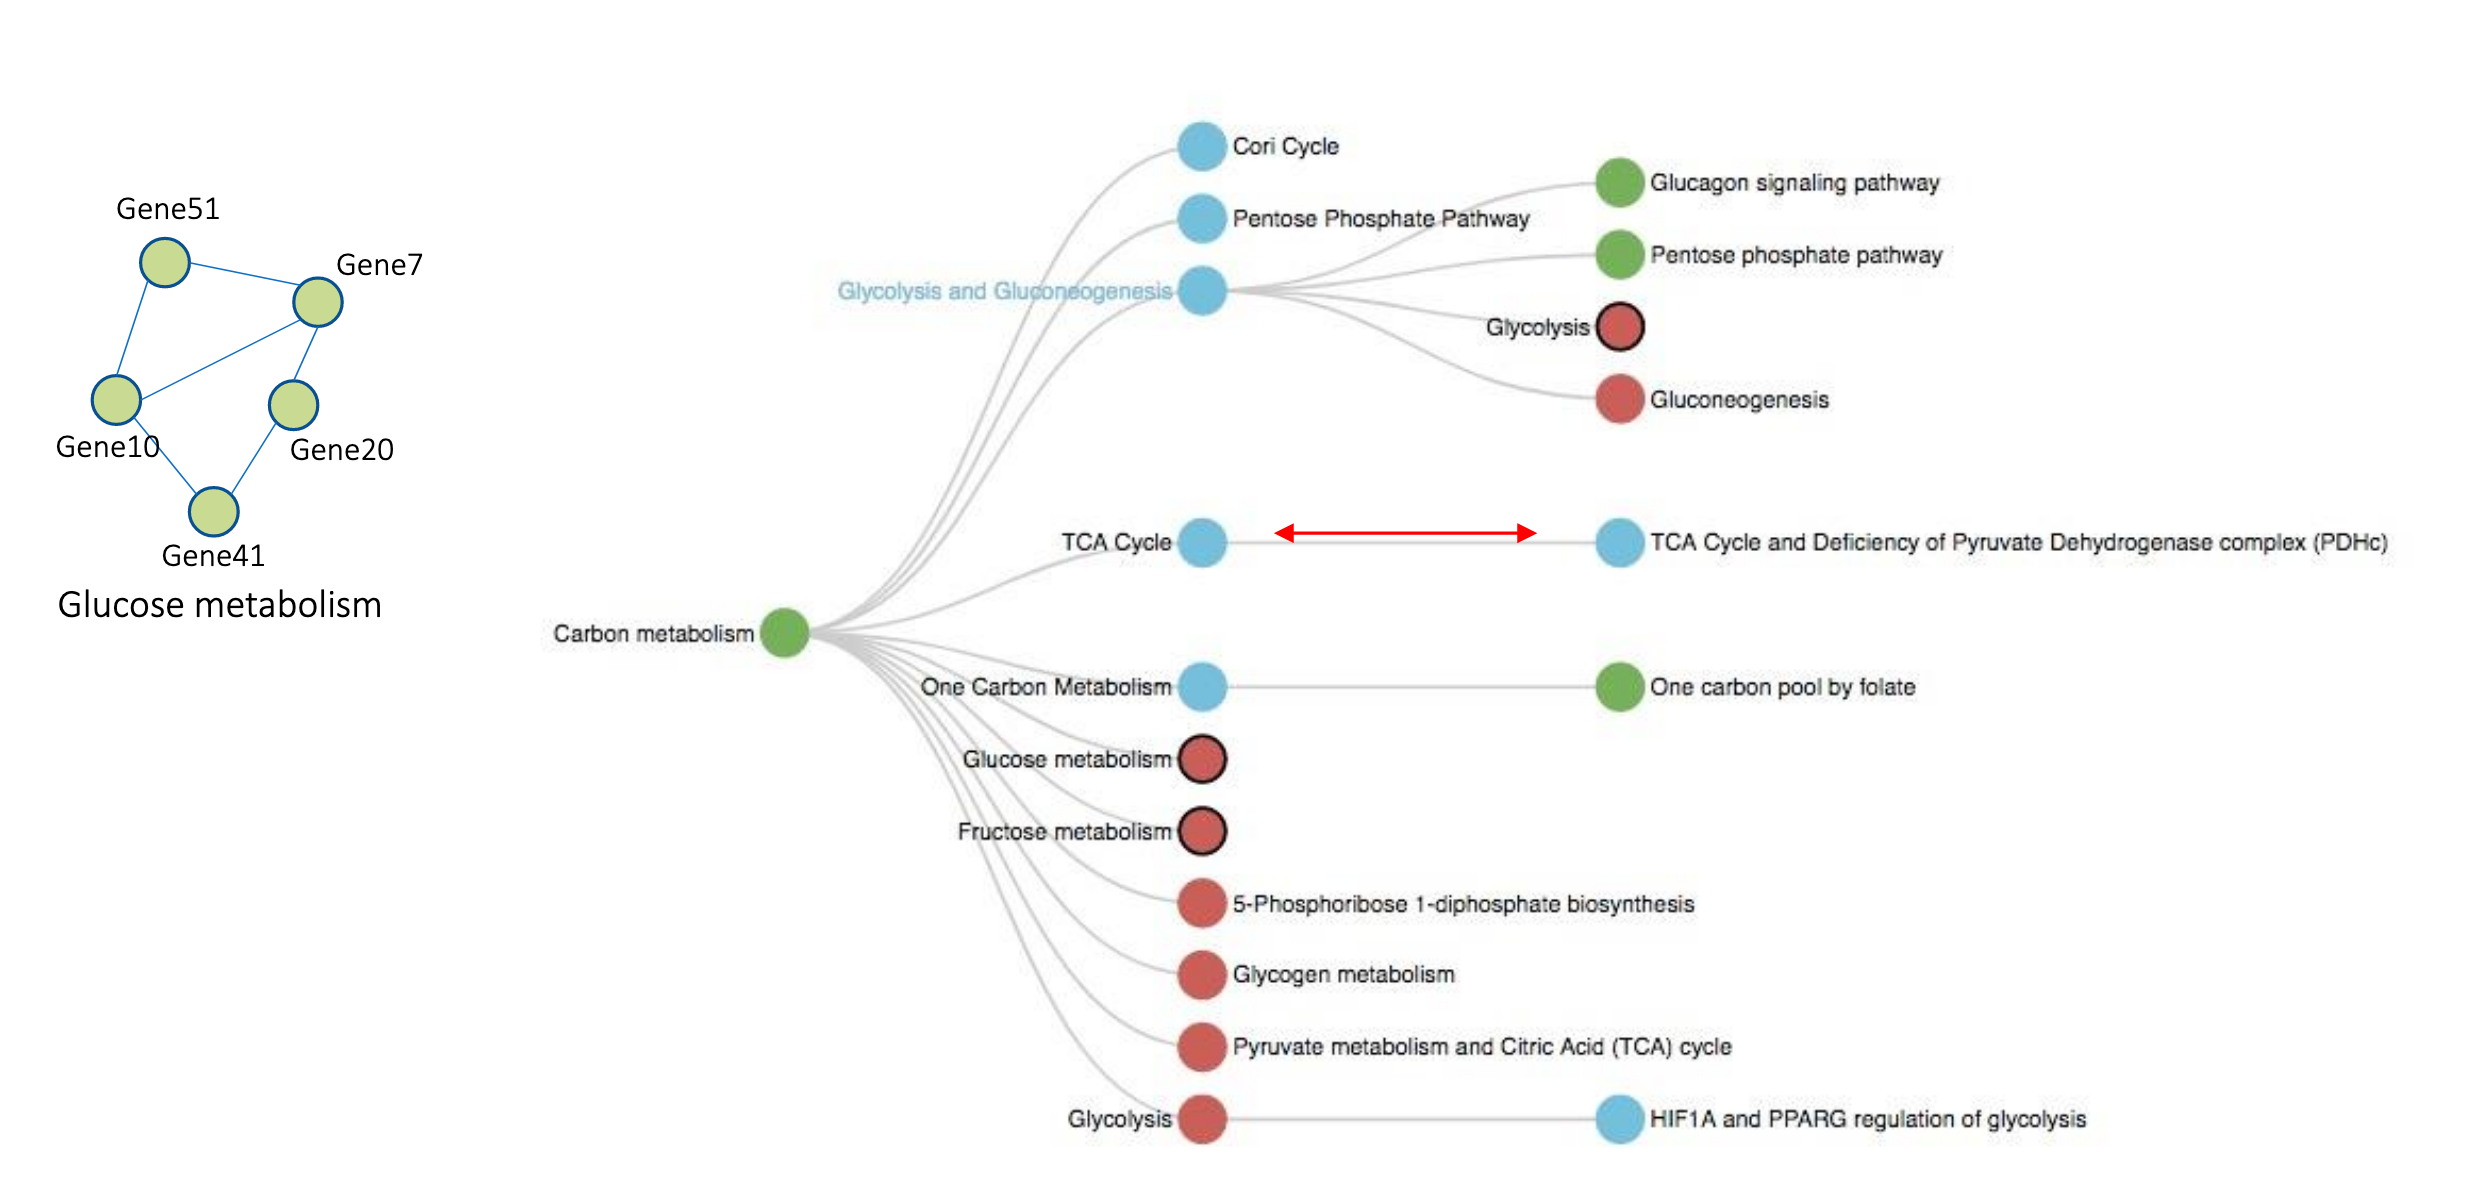 Gene51
Gene7
Gene10
Gene20
Gene41
Glucose metabolism
Carbon metabolism
Cori Cycle
Pentose Phosphate Pathway
Glycolysis and Gluconeogenesis
Glucagon signaling pathway
Pentose phosphate pathway
Glycolysis
Gluconeogenesis
TCA Cycle
TCA Cycle and Deficiency of Pyruvate Dehydrogenase complex (PDHc)
One Carbon Metabolism
One carbon pool by folate
Glucose metabolism
Fructose metabolism
5-Phosphoribose 1-diphosphate biosynthesis
Glycogen metabolism
Pyruvate metabolism and Citric Acid (TCA) cycle
Glycolysis
HIF1A and PPARG regulation of glycolysis